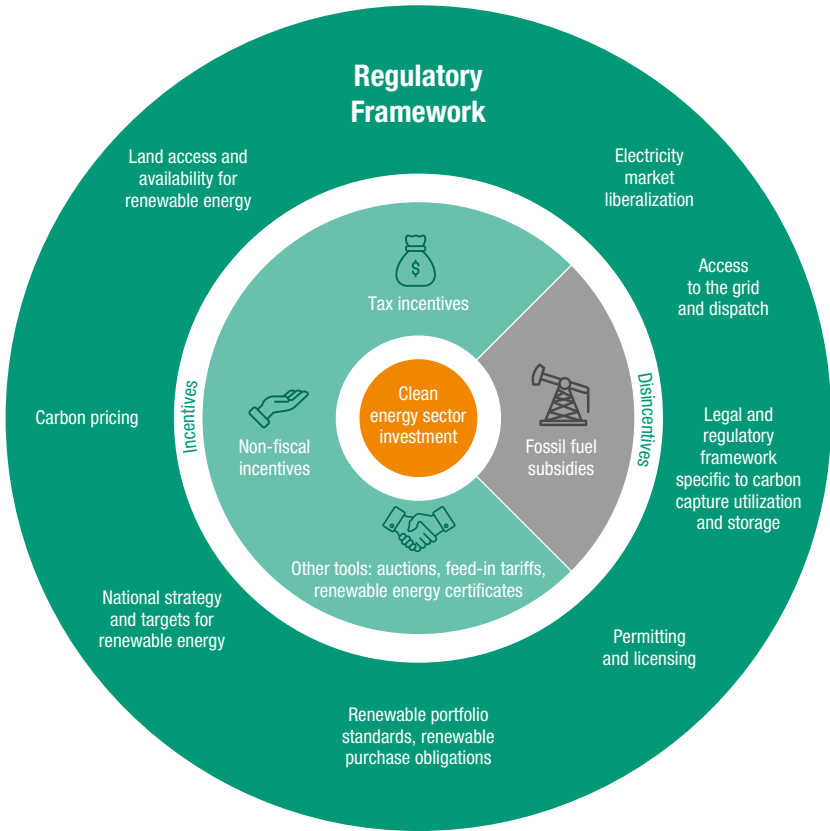 Regulatory
Framework
Land access and
availability for
renewable energy
Electricity
market
liberalization
Access
to the grid
and dispatch
Tax incentives
$
Incentives
Disincentives
Carbon pricing
Non-fiscal
incentives
Clean
energy sector
investment
Fossil fuel
subsidies
Legal and
regulatory
framework
specific to carbon
capture utilization
and storage
Other tools: auctions, feed-in tariffs,
renewable energy certificates
National strategy
and targets for
renewable energy
Permitting
and licensing
Renewable portfolio
standards, renewable
purchase obligations